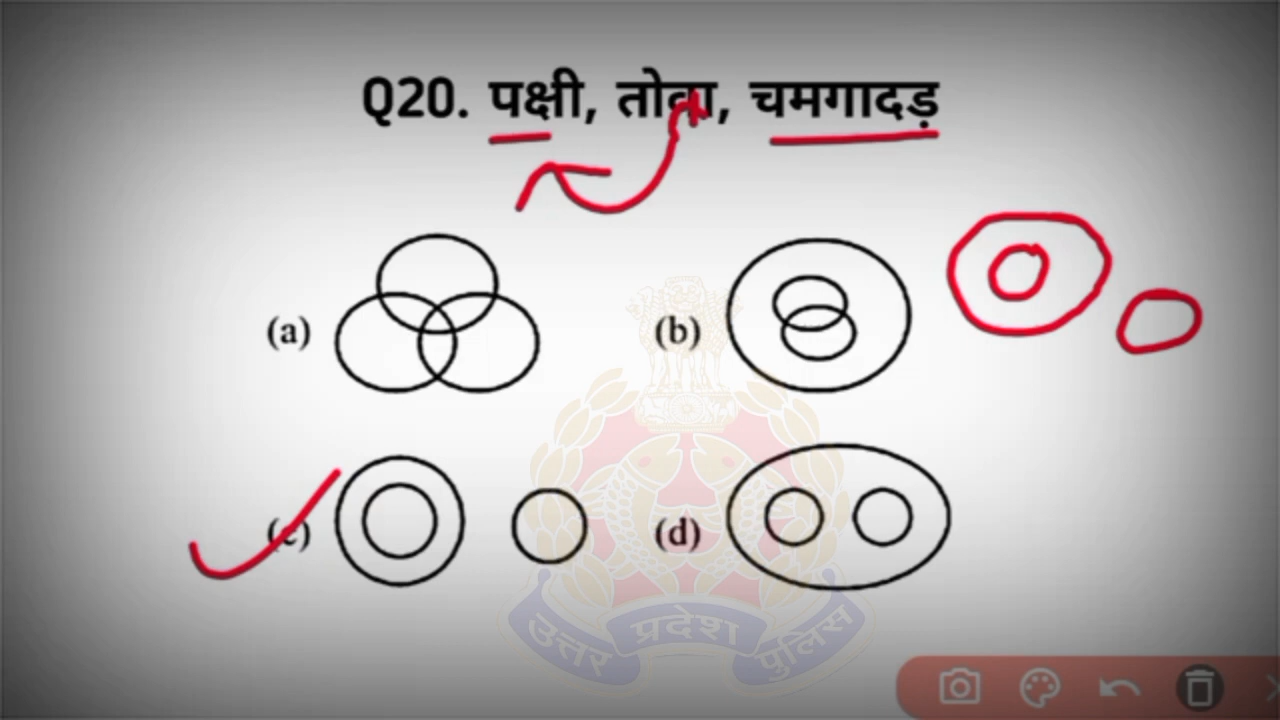 Q20. पक्षी, तोता, चमगादड़
(a)
(b)
(c)
(d)
उत्तर प्रदेश पुलिस